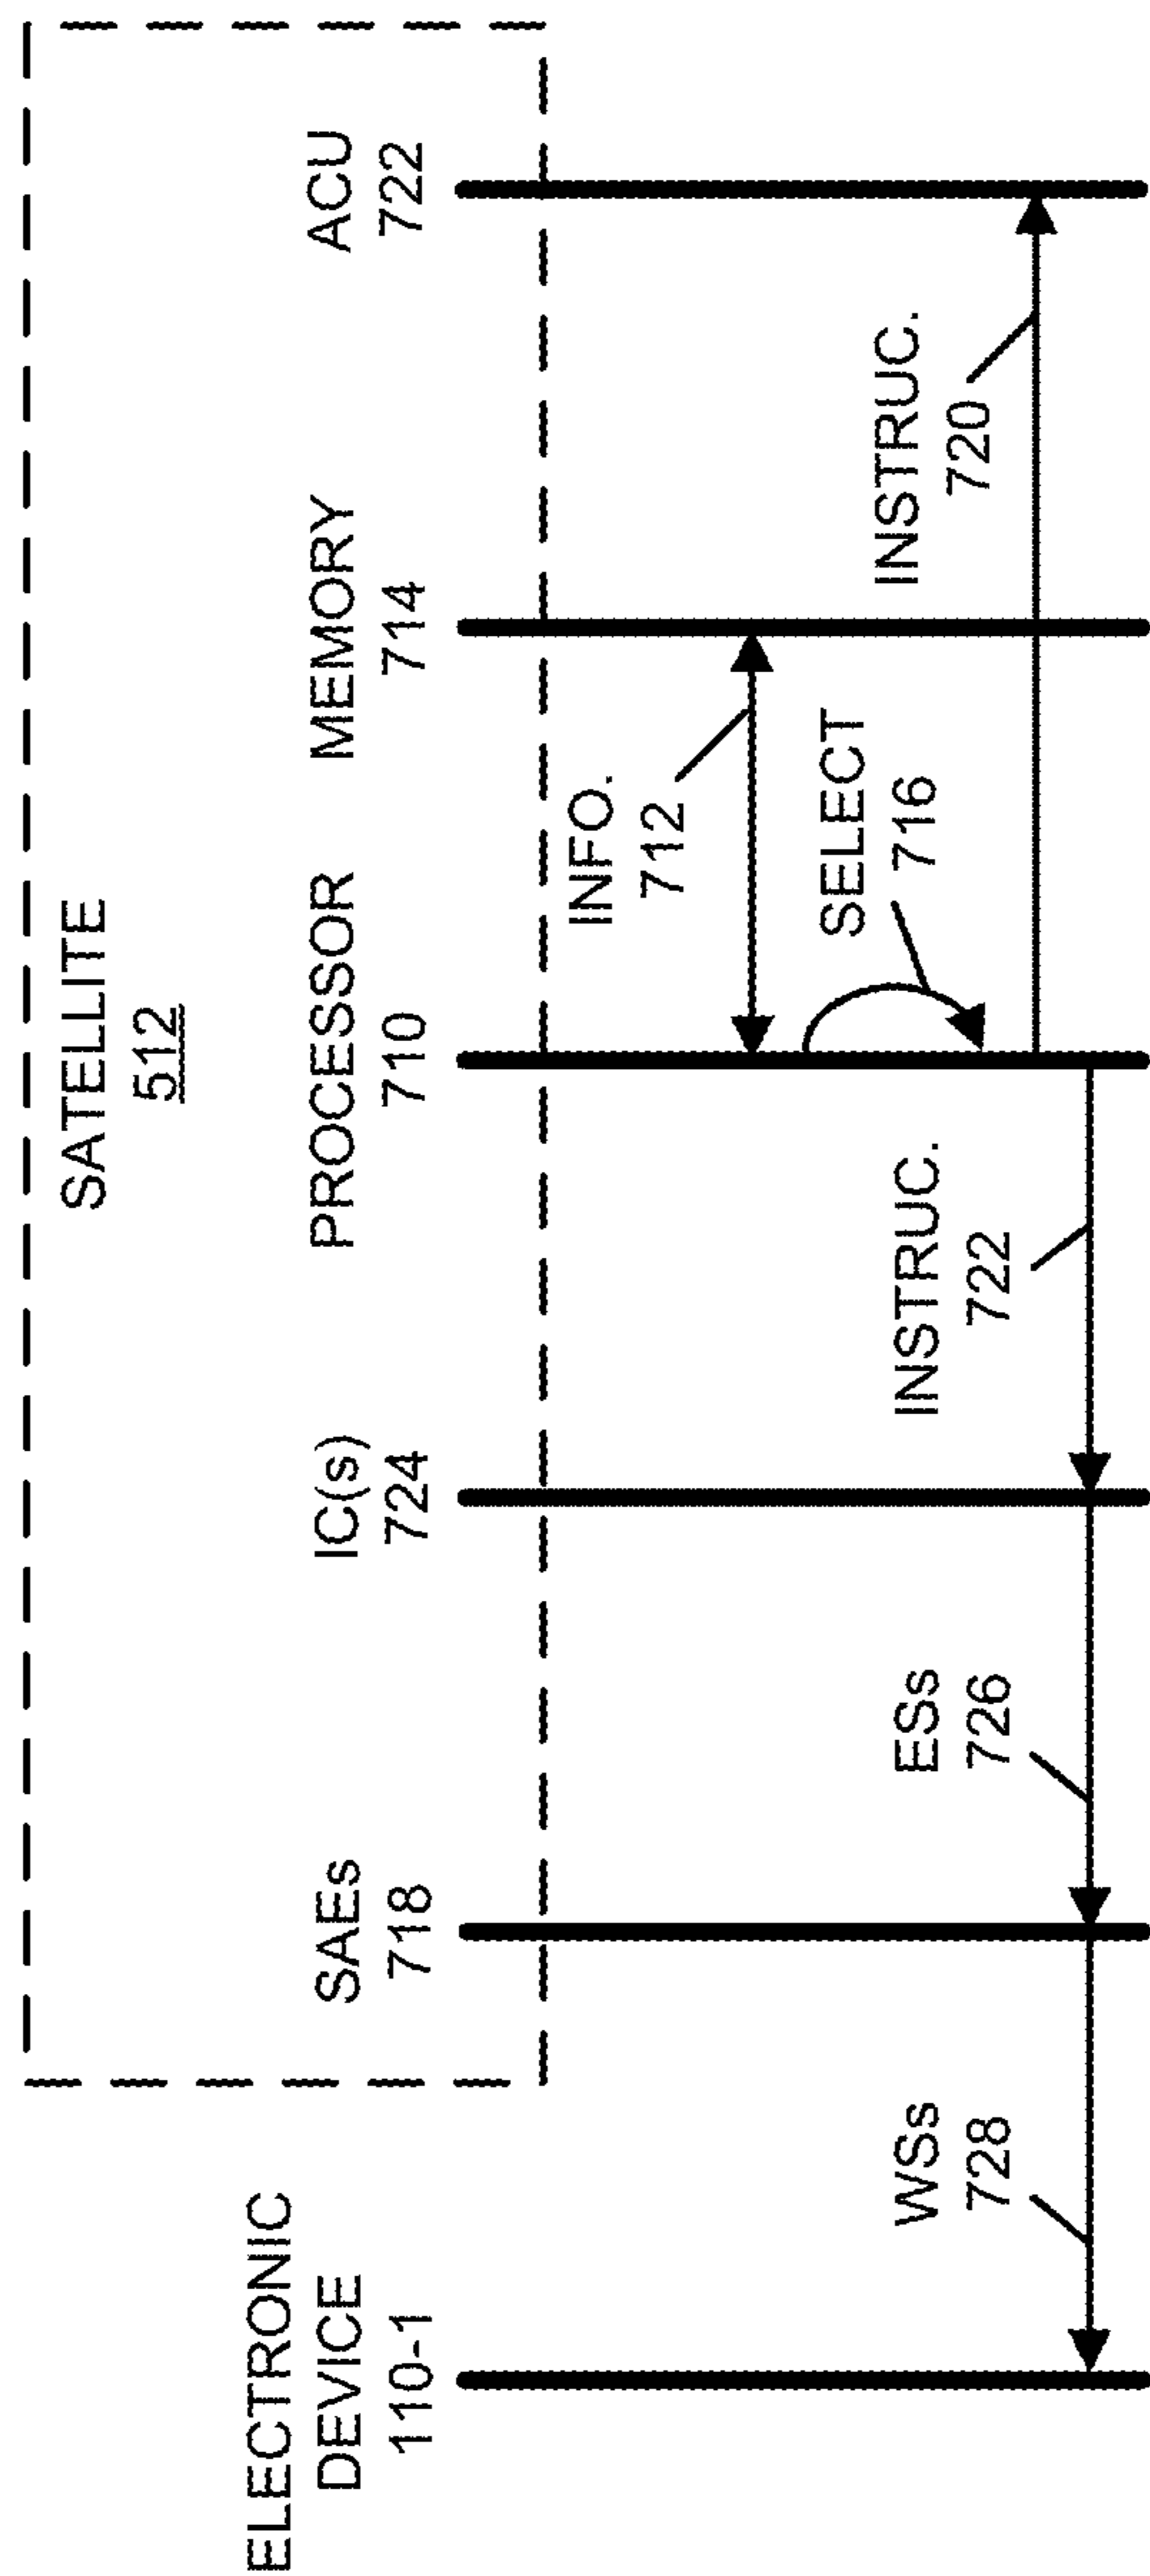 SATELLITE
512
ELECTRONIC
DEVICE
110-1
SAEs
718
IC(s)
724
PROCESSOR
710
MEMORY
714
ACU
722
INFO.
712
SELECT
716
INSTRUC.
720
INSTRUC.
722
ESs
726
WSs
728